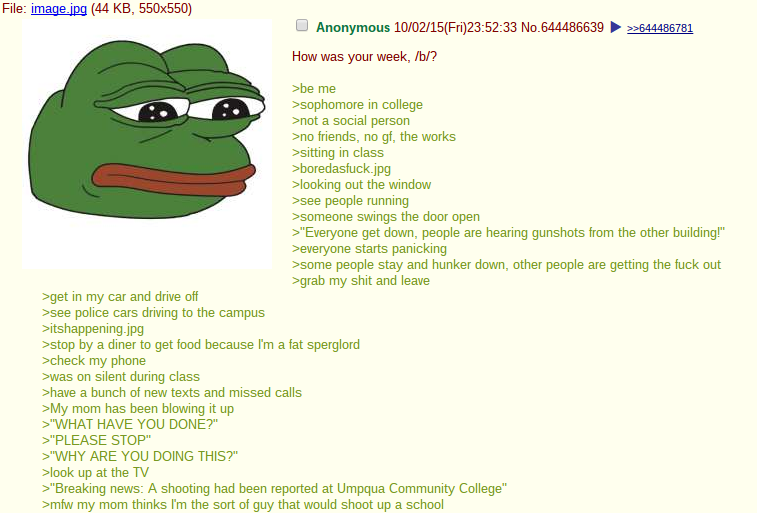 File: image.jpg (44 KB, 550x550)
Anonymous 10/02/15(Fri)23:52:33 No.644486639 ▶ >>644486781
How was your week, /b/?
>be me
>sophomore in college
>not a social person
>no friends, no gf, the works
>sitting in class
>boredasfuck.jpg
>looking out the window
>see people running
>someone swings the door open
>"Everyone get down, people are hearing gunshots from the other building!"
>everyone starts panicking
>some people stay and hunker down, other people are getting the fuck out
>grab my shit and leave
>get in my car and drive off
>see police cars driving to the campus
>itshappening.jpg
>stop by a diner to get food because I'm a fat sperglord
>check my phone
>was on silent during class
>have a bunch of new texts and missed calls
>My mom has been blowing it up
>"WHAT HAVE YOU DONE?"
>"PLEASE STOP"
>"WHY ARE YOU DOING THIS?"
>look up at the TV
>"Breaking news: A shooting had been reported at Umpqua Community College"
>mfw my mom thinks I'm the sort of guy that would shoot up a school